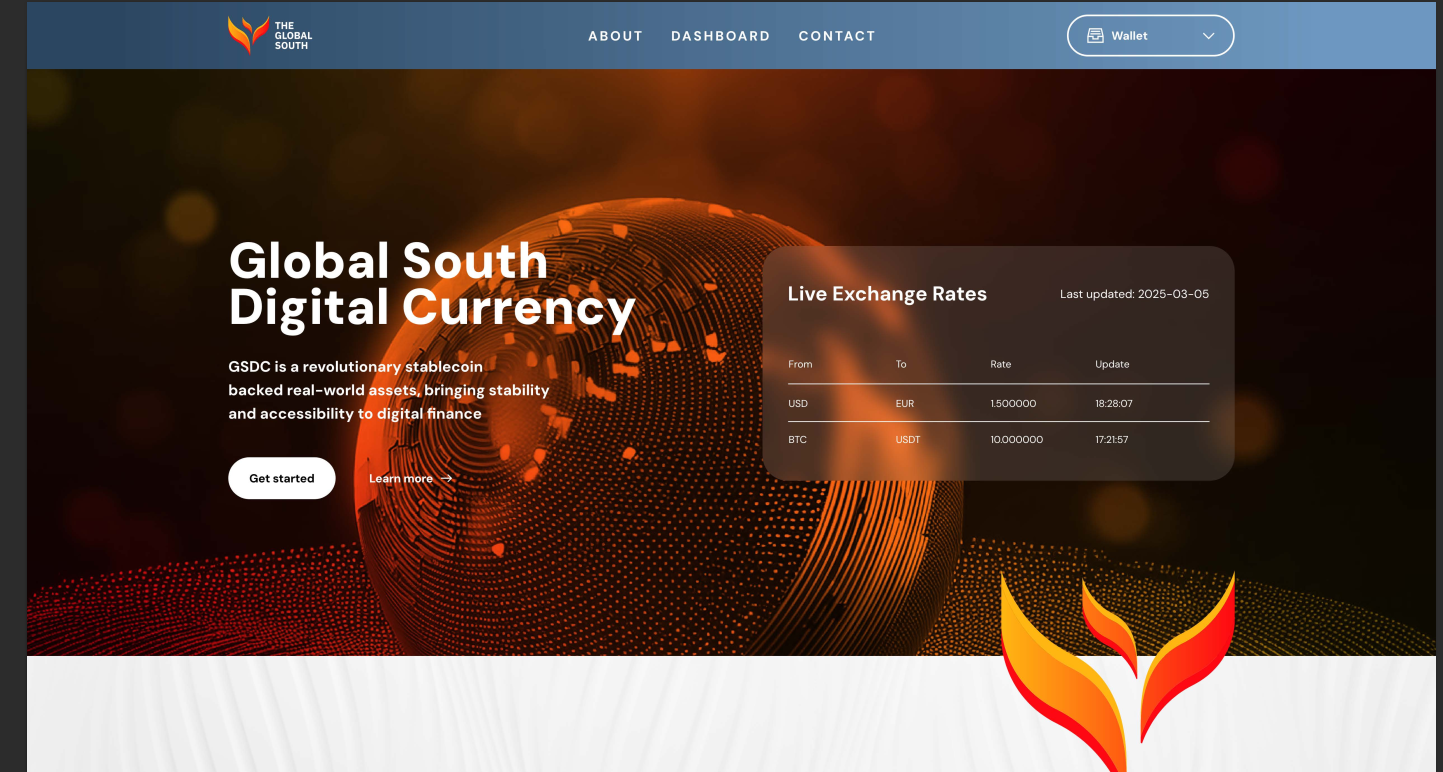 THE
GLOBAL
SOUTH
ABOUT DASHBOARD CONTACT
Wallet
Global South
Digital Currency
GSDC is a revolutionary stablecoin
backed real-world assets, bringing stability
and accessibility to digital finance
Get started
Learn more →
Live Exchange Rates
Last updated: 2025-03-05
From To Rate Update
USD EUR 1.500000 18:28:07
BTC USDT 10.000000 17:21:57